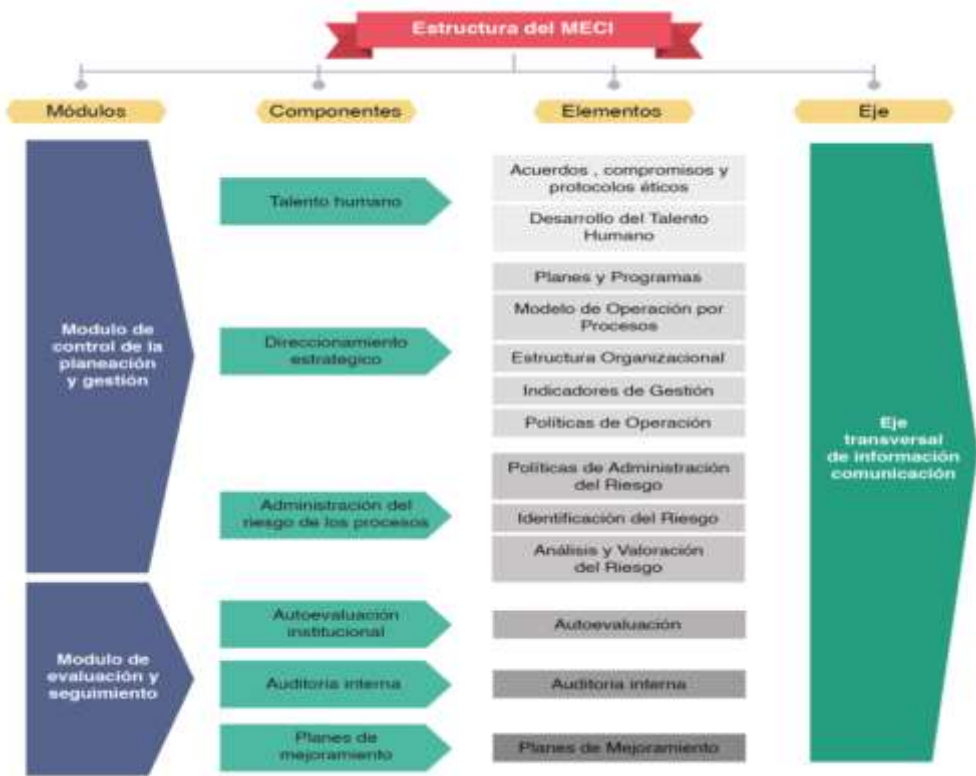 Estructura del MECI
Módulos
Componentes
Elementos
Eje
Modulo de
control de la
planeación
y gestión
Talento humano
Acuerdos , compromisos y
protocolos éticos
Desarrollo del Talento
Humano
Direccionamiento
estrategico
Planes y Programas
Modelo de Operación por
Procesos
Estructura Organizacional
Indicadores de Gestión
Políticas de Operación
Administración del
riesgo de los procesos
Políticas de Administración
del Riesgo
Identificación del Riesgo
Análisis y Valoración
del Riesgo
Modulo de
evaluación y
seguimiento
Autoevaluación
institucional
Autoevaluación
Auditoria interna
Auditoria interna
Planes de
mejoramiento
Planes de Mejoramiento
Eje
transversal
de información
comunicación